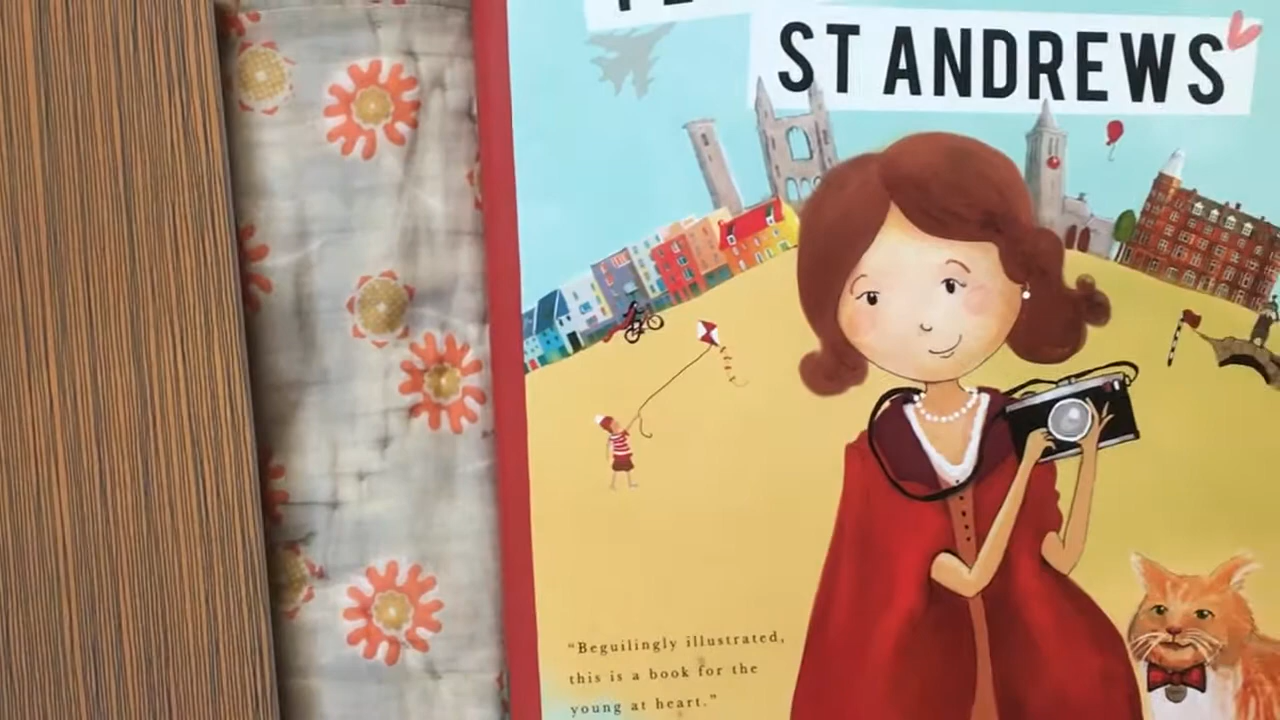 ST ANDREWS
"Beguilingly illustrated,
this is a book for the
young at heart."